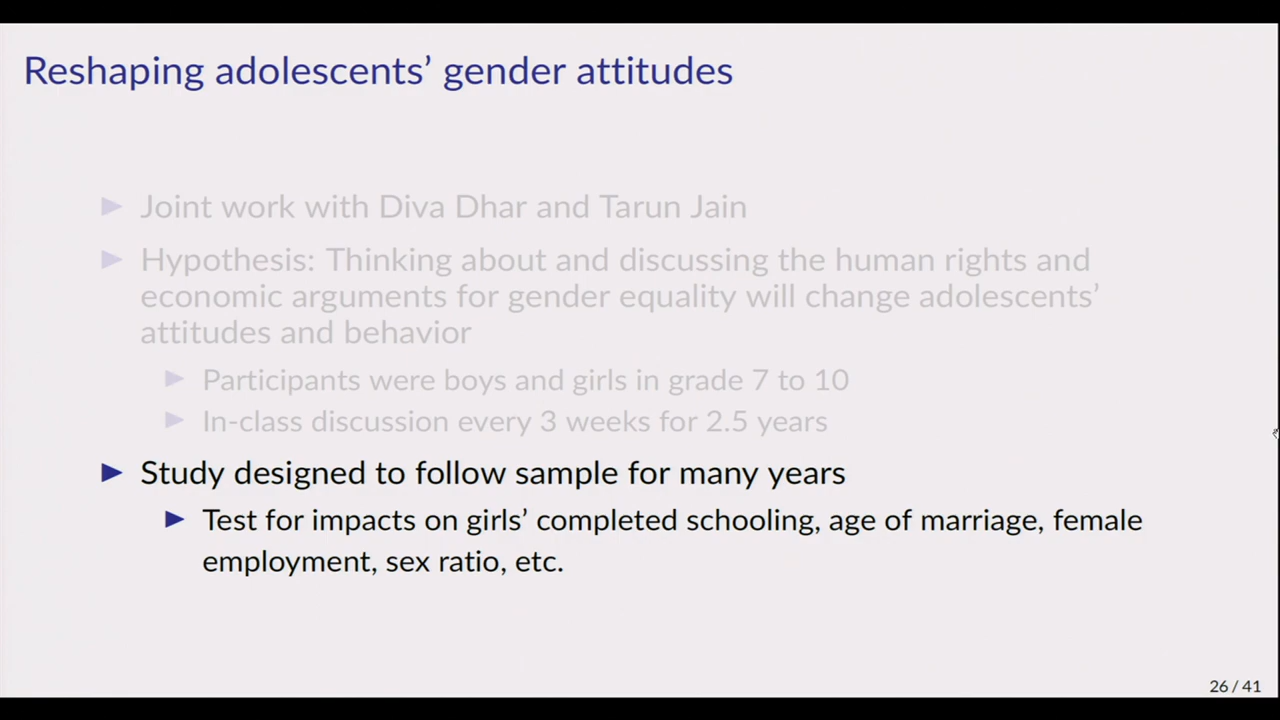 Reshaping adolescents’ gender attitudes
▶ Joint work with Diva Dhar and Tarun Jain
▶ Hypothesis: Thinking about and discussing the human rights and
economic arguments for gender equality will change adolescents’
attitudes and behavior
▶ Participants were boys and girls in grade 7 to 10
▶ In-class discussion every 3 weeks for 2.5 years
▶ Study designed to follow sample for many years
▶ Test for impacts on girls’ completed schooling, age of marriage, female
employment, sex ratio, etc.
26 / 41